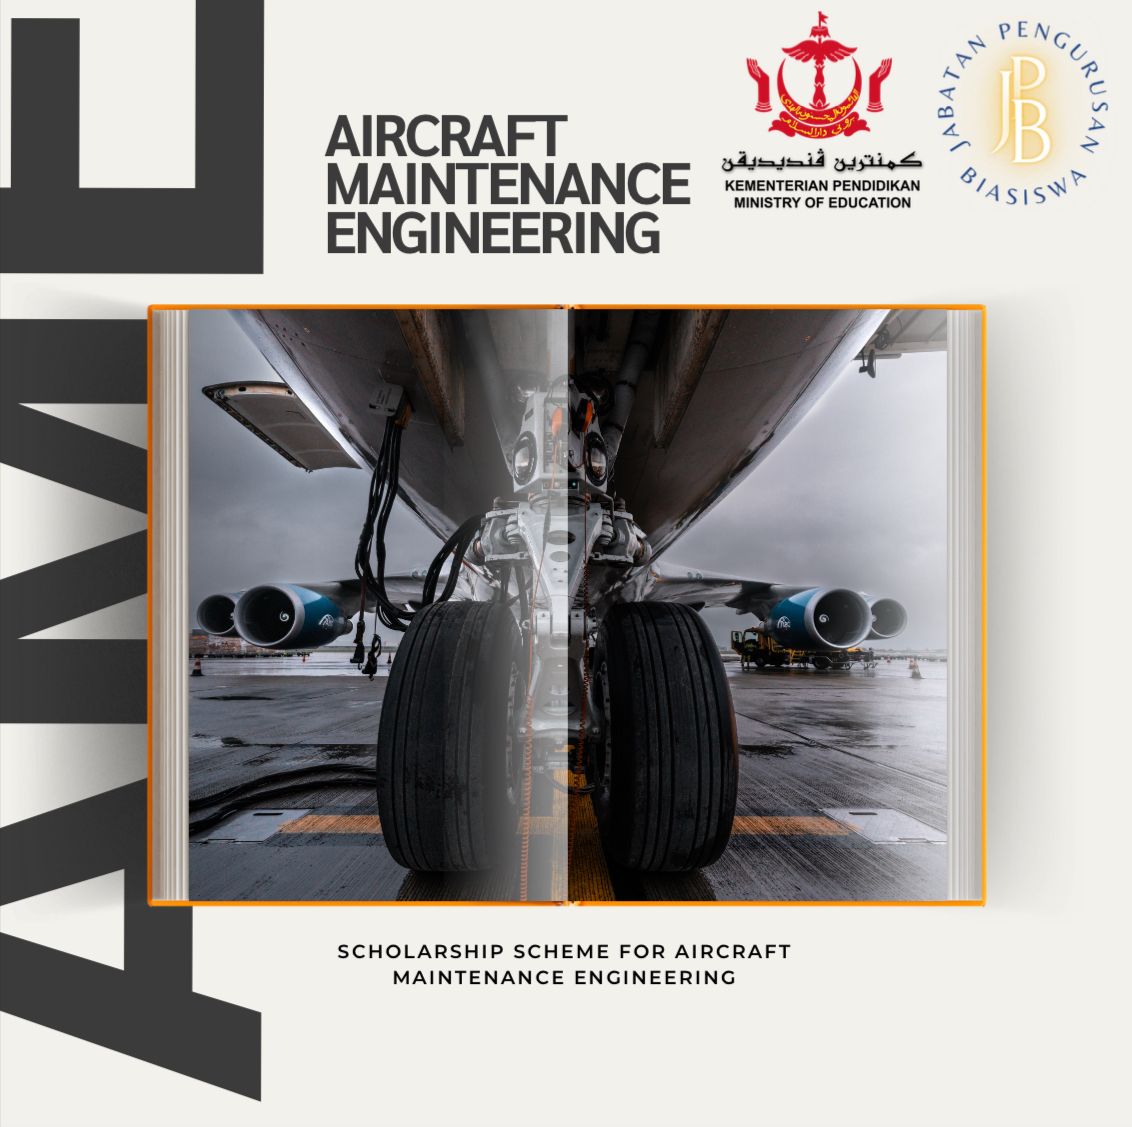 AME
AIRCRAFT
MAINTENANCE
ENGINEERING
كمنترين ڤنديديقن
KEMENTERIAN PENDIDIKAN
MINISTRY OF EDUCATION
JABATAN PENGURUSAN
BIASISWA
JPB
SCHOLARSHIP SCHEME FOR AIRCRAFT
MAINTENANCE ENGINEERING